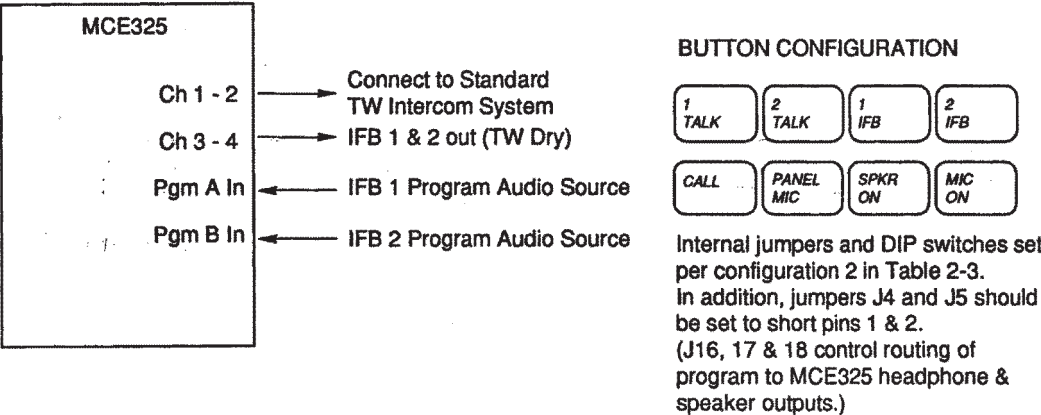 MCE325
Ch 1 - 2
Connect to Standard
TW Intercom System
Ch 3 - 4
IFB 1 & 2 out (TW Dry)
Pgm A In
IFB 1 Program Audio Source
Pgm B In
IFB 2 Program Audio Source
BUTTON CONFIGURATION
1 TALK
2 TALK
1 IFB
2 IFB
CALL
PANEL MIC
SPKR ON
MIC ON
Internal jumpers and DIP switches set
per configuration 2 in Table 2-3.
In addition, jumpers J4 and J5 should
be set to short pins 1 & 2.
(J16, 17 & 18 control routing of
program to MCE325 headphone &
speaker outputs.)